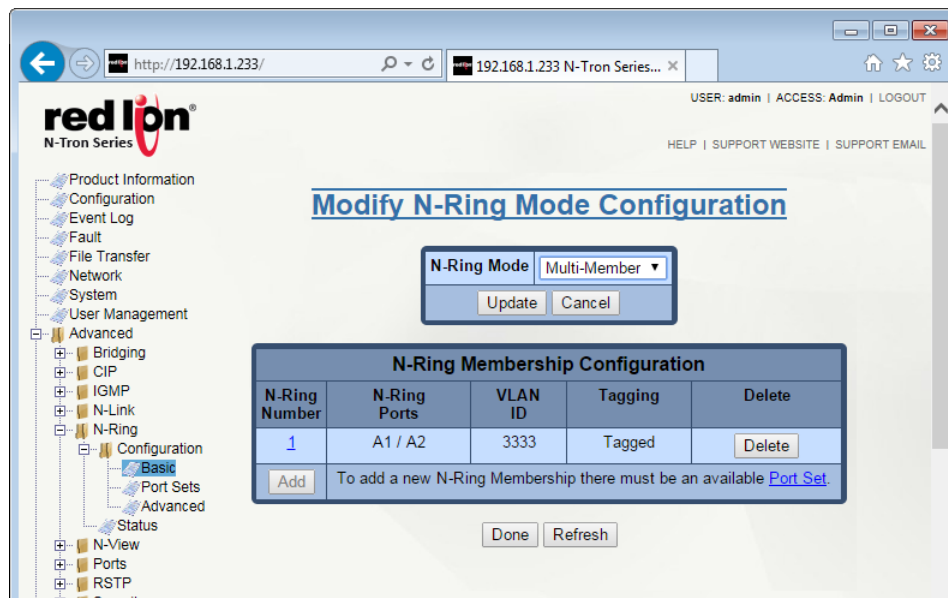 http://192.168.1.233/
192.168.1.233 N-Tron Series...
USER: admin | ACCESS: Admin | LOGOUT
red lion®
N-Tron Series
HELP | SUPPORT WEBSITE | SUPPORT EMAIL
Product Information
Configuration
Event Log
Fault
File Transfer
Network
System
User Management
Advanced
Bridging
CIP
IGMP
N-Link
N-Ring
Configuration
Basic
Port Sets
Advanced
Status
N-View
Ports
RSTP
Modify N-Ring Mode Configuration
N-Ring Mode Multi-Member
Update Cancel
N-Ring Membership Configuration
N-Ring Number N-Ring Ports VLAN ID Tagging Delete
1 A1 / A2 3333 Tagged Delete
Add To add a new N-Ring Membership there must be an available Port Set.
Done Refresh